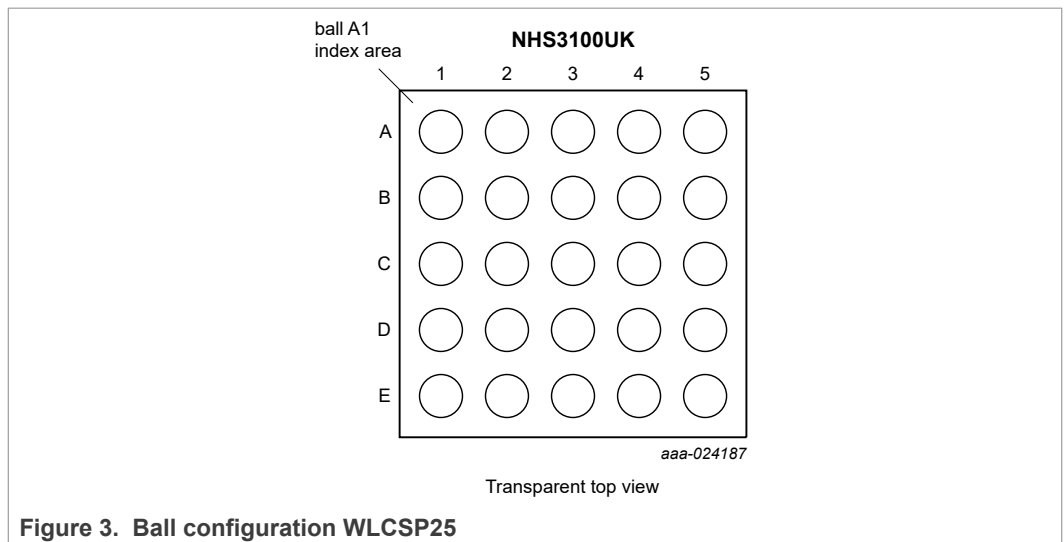 ball A1
index area
NHS3100UK
1 2 3 4 5
A
B
C
D
E
aaa-024187
Transparent top view
Figure 3. Ball configuration WLCSP25